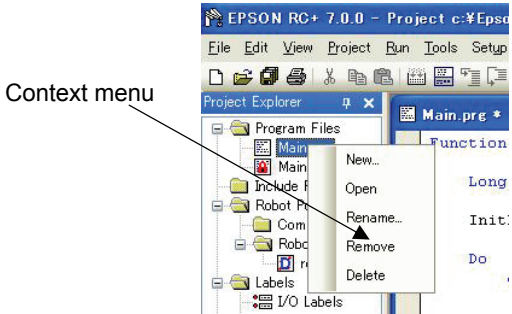 EPSON RC+ 7.0.0 - Project c:¥Epso
File Edit View Project Run Tools Setup
Context menu
Project Explorer
Main.prg *
Program Files
Main
Main
Include F
Robot P
Com
Robo
r
Labels
I/O Labels
New...
Open
Rename...
Remove
Delete
Function
Long
Init
Do